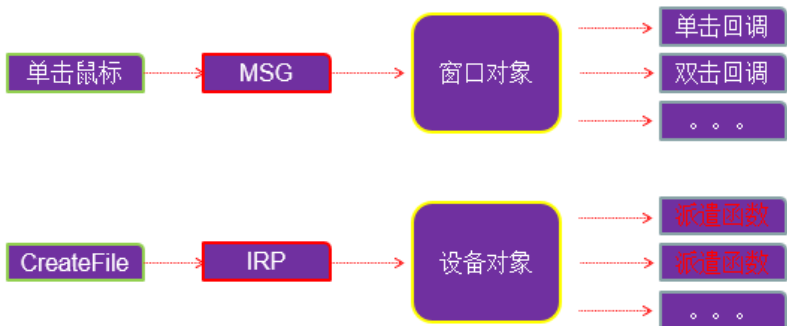 单击鼠标
MSG
窗口对象
单击回调
双击回调
。。。
CreateFile
IRP
设备对象
派遣函数
派遣函数
。。。